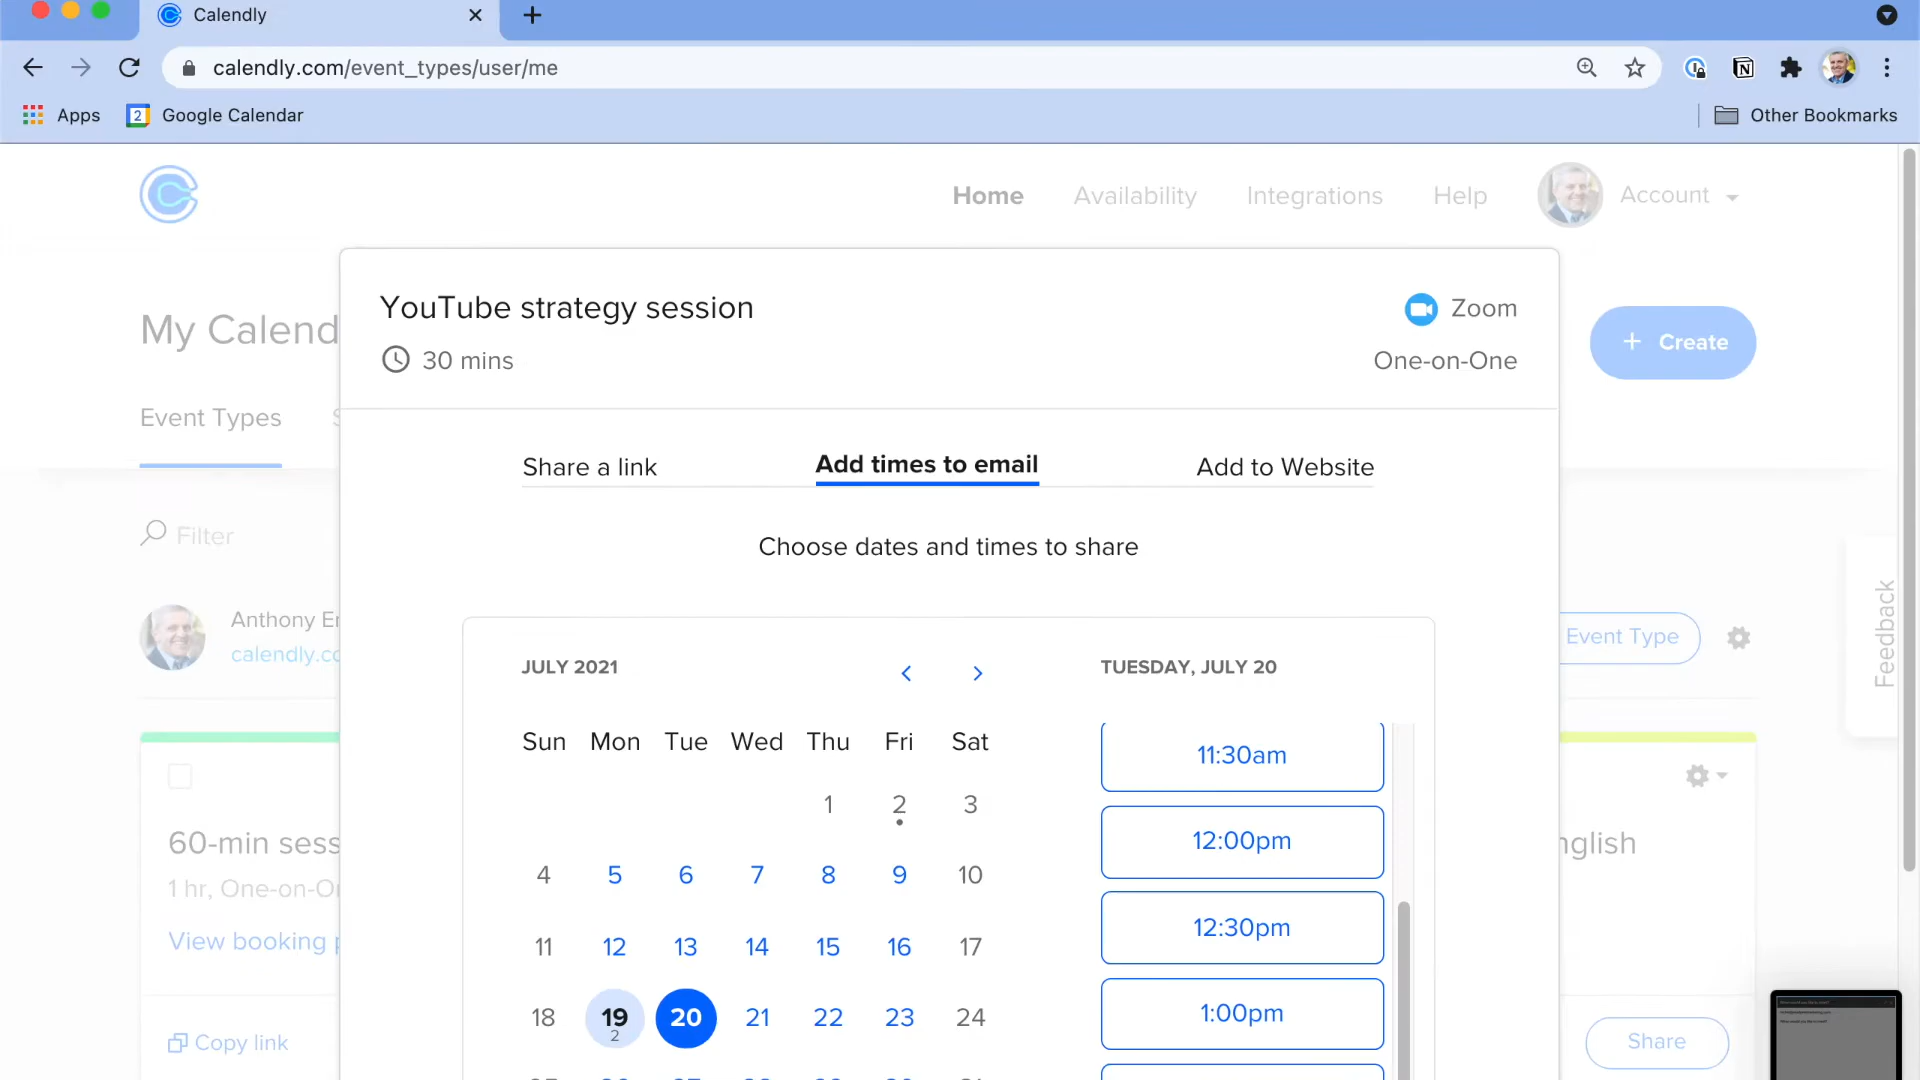 Calendly
calendly.com/event_types/user/me
Apps
2
Google Calendar
Other Bookmarks
Home
Availability
Integrations
Help
Account
My Calend
+ Create
YouTube strategy session
Zoom
30 mins
One-on-One
Event Types
Share a link
Add times to email
Add to Website
Filter
Choose dates and times to share
Anthony
calendly.co
Event Type
Feedback
JULY 2021
TUESDAY, JULY 20
Sun Mon Tue Wed Thu Fri Sat
1 2 3
4 5 6 7 8 9 10
11 12 13 14 15 16 17
18 19 20 21 22 23 24
2
11:30am
12:00pm
12:30pm
1:00pm
60-min sess
1 hr, One-on-O
View booking
nglish
Copy link
Share